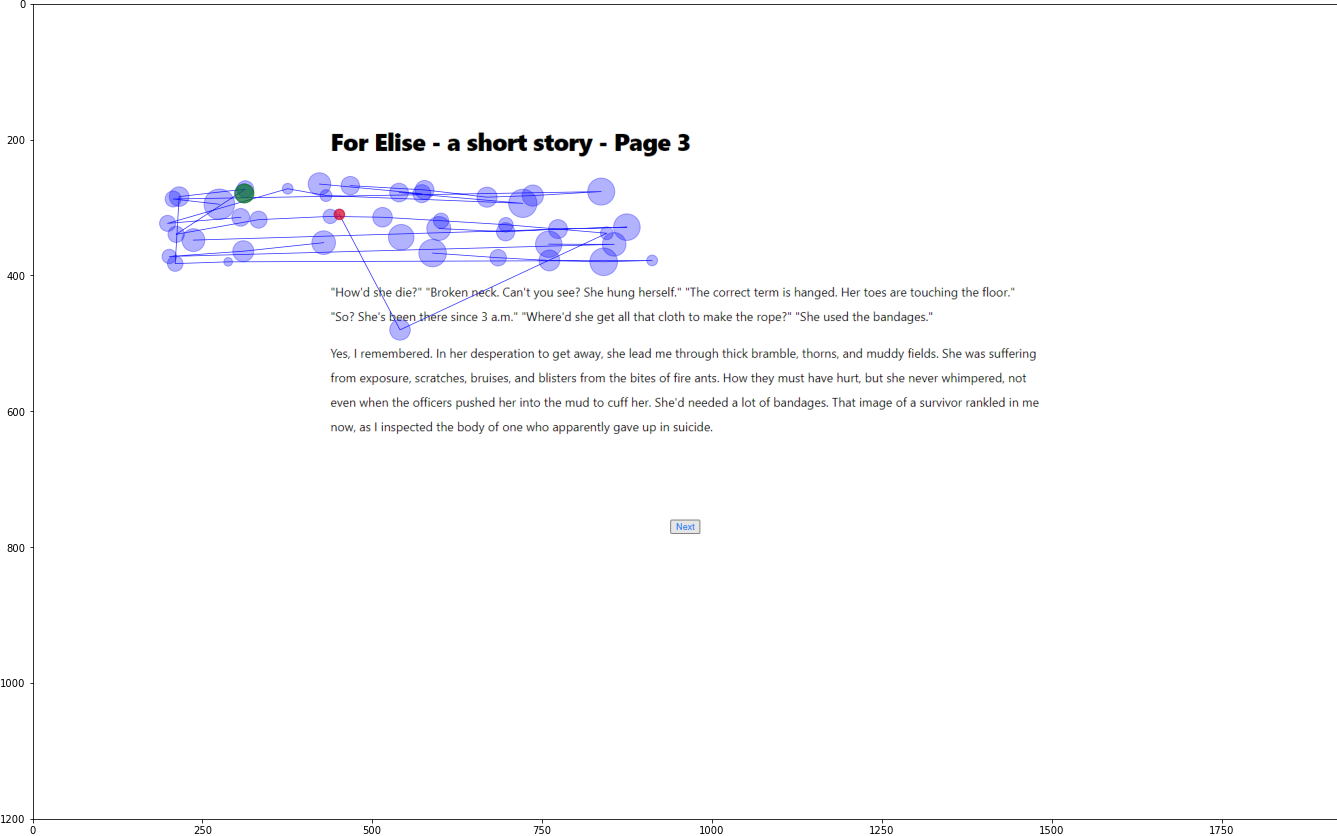 0
200
For Elise - a short story - Page 3
400
"How'd she die?" "Broken neck. Can't you see? She hung herself." "The correct term is hanged. Her toes are touching the floor."
"So? She's been there since 3 a.m." "Where'd she get all that cloth to make the rope?" "She used the bandages."
Yes, I remembered. In her desperation to get away, she lead me through thick bramble, thorns, and muddy fields. She was suffering
from exposure, scratches, bruises, and blisters from the bites of fire ants. How they must have hurt, but she never whimpered, not
600
even when the officers pushed her into the mud to cuff her. She'd needed a lot of bandages. That image of a survivor rankled in me
now, as I inspected the body of one who apparently gave up in suicide.
Next
800
1000
1200
0 250 500 750 1000 1250 1500 1750